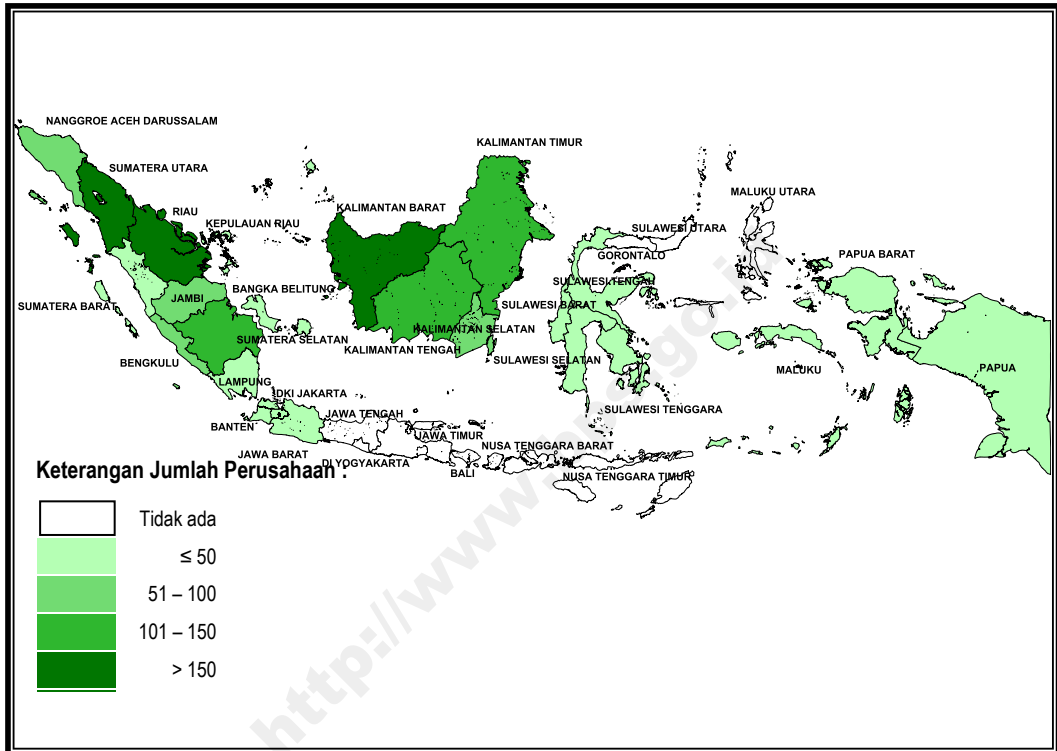 NANGGROE ACEH DARUSSALAM
KALIMANTAN TIMUR
SUMATERA UTARA
MALUKU UTARA
RIAU
KALIMANTAN BARAT
KEPULAUAN RIAU
SULAWESI UTARA
GORONTALO
PAPUA BARAT
SULAWESI TENGAH
BANGKA BELITUNG
JAMBI
SUMATERA BARAT
SULAWESI BARAT
KALIMANTAN SELATAN
SUMATERA SELATAN
KALIMANTAN TENGAH
SULAWESI SELATAN
BENGKULU
MALUKU
PAPUA
LAMPUNG
DKI JAKARTA
JAWA TENGAH
SULAWESI TENGGARA
BANTEN
JAWA TIMUR
NUSA TENGGARA BARAT
JAWA BARAT
DI YOGYAKARTA
BALI
NUSA TENGGARA TIMUR
Keterangan Jumlah Perusahaan :
Tidak ada
≤ 50
51 – 100
101 – 150
> 150
http://www.bps.go.id